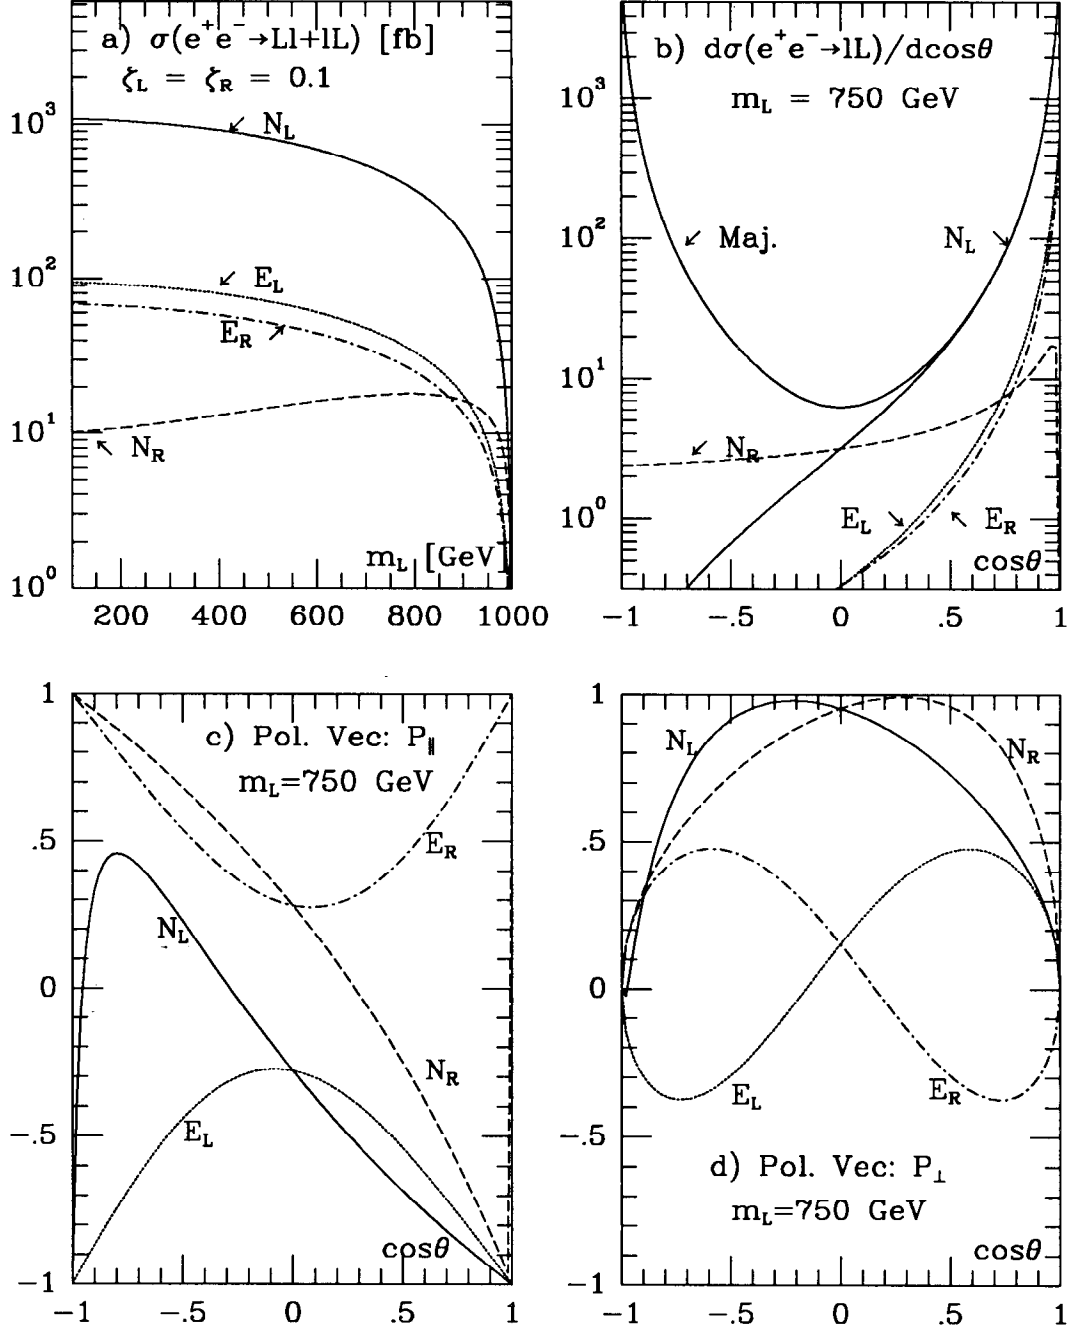 a) σ(e⁺e⁻→Ll+lL) [fb]
ζ_L = ζ_R = 0.1
10³
10²
10¹
10⁰
N_L
E_L
E_R
N_R
m_L [GeV]
200 400 600 800 1000
b) dσ(e⁺e⁻→lL)/dcosθ
m_L = 750 GeV
10³
10²
10¹
10⁰
Maj.
N_L
N_R
E_L
E_R
cosθ
−1 −.5 0 .5 1
c) Pol. Vec: P_∥
m_L=750 GeV
1
.5
0
−.5
−1
E_R
N_L
N_R
E_L
cosθ
−1 −.5 0 .5 1
1
.5
0
−.5
−1
N_L
N_R
E_L
E_R
d) Pol. Vec: P_⊥
m_L=750 GeV
cosθ
−1 −.5 0 .5 1